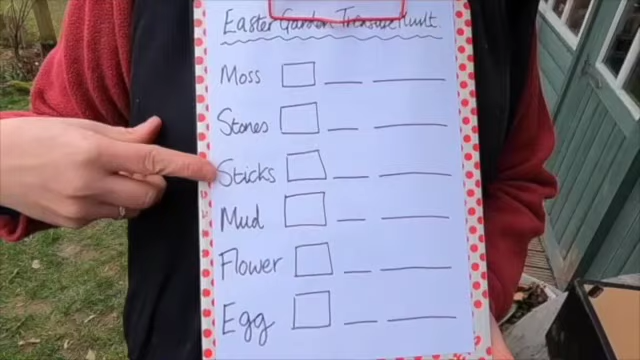 Easter Garden Treasure Hunt
Moss
Stones
Sticks
Mud
Flower
Egg